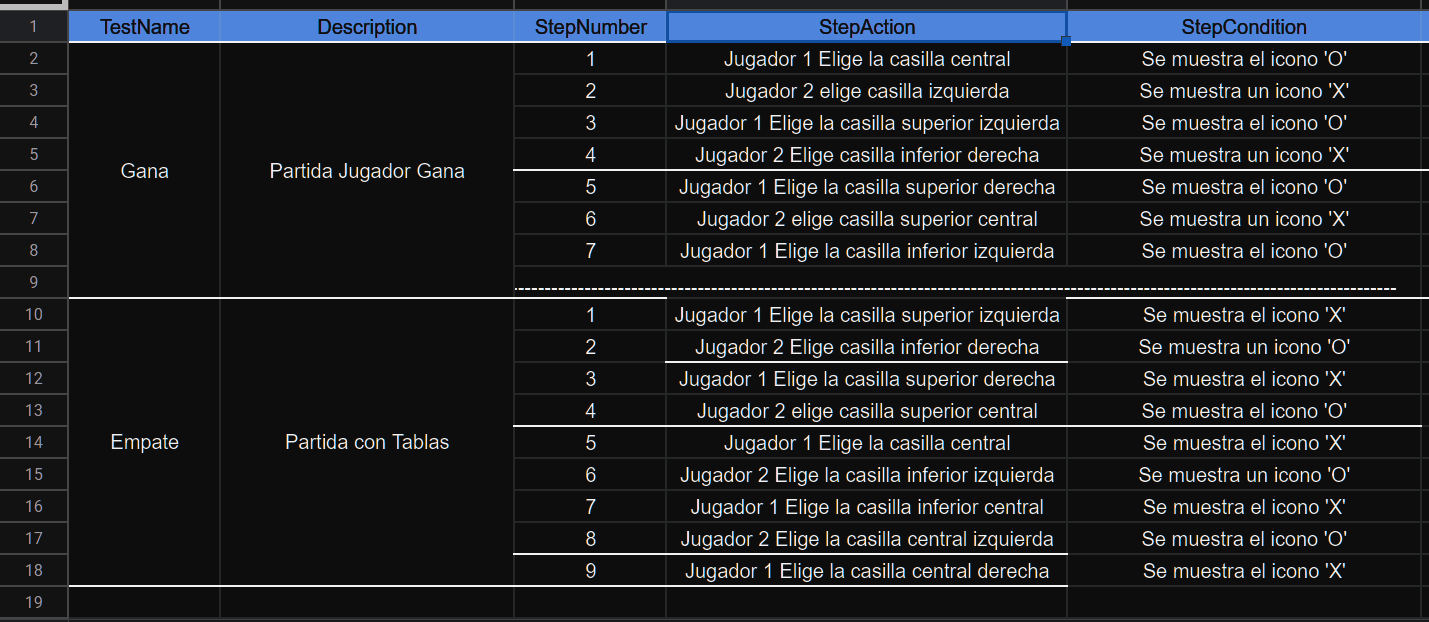 1 TestName Description StepNumber StepAction StepCondition
2 1 Jugador 1 Elige la casilla central Se muestra el icono 'O'
3 2 Jugador 2 elige casilla izquierda Se muestra un icono 'X'
4 3 Jugador 1 Elige la casilla superior izquierda Se muestra el icono 'O'
5 4 Jugador 2 Elige casilla inferior derecha Se muestra un icono 'X'
Gana Partida Jugador Gana
6 5 Jugador 1 Elige la casilla superior derecha Se muestra el icono 'O'
7 6 Jugador 2 elige casilla superior central Se muestra un icono 'X'
8 7 Jugador 1 Elige la casilla inferior izquierda Se muestra el icono 'O'
9
10 1 Jugador 1 Elige la casilla superior izquierda Se muestra el icono 'X'
11 2 Jugador 2 Elige casilla inferior derecha Se muestra un icono 'O'
12 3 Jugador 1 Elige la casilla superior derecha Se muestra el icono 'X'
13 4 Jugador 2 elige casilla superior central Se muestra el icono 'O'
14 Empate Partida con Tablas 5 Jugador 1 Elige la casilla central Se muestra el icono 'X'
15 6 Jugador 2 Elige la casilla inferior izquierda Se muestra un icono 'O'
16 7 Jugador 1 Elige la casilla inferior central Se muestra el icono 'X'
17 8 Jugador 2 Elige la casilla central izquierda Se muestra el icono 'O'
18 9 Jugador 1 Elige la casilla central derecha Se muestra el icono 'X'
19